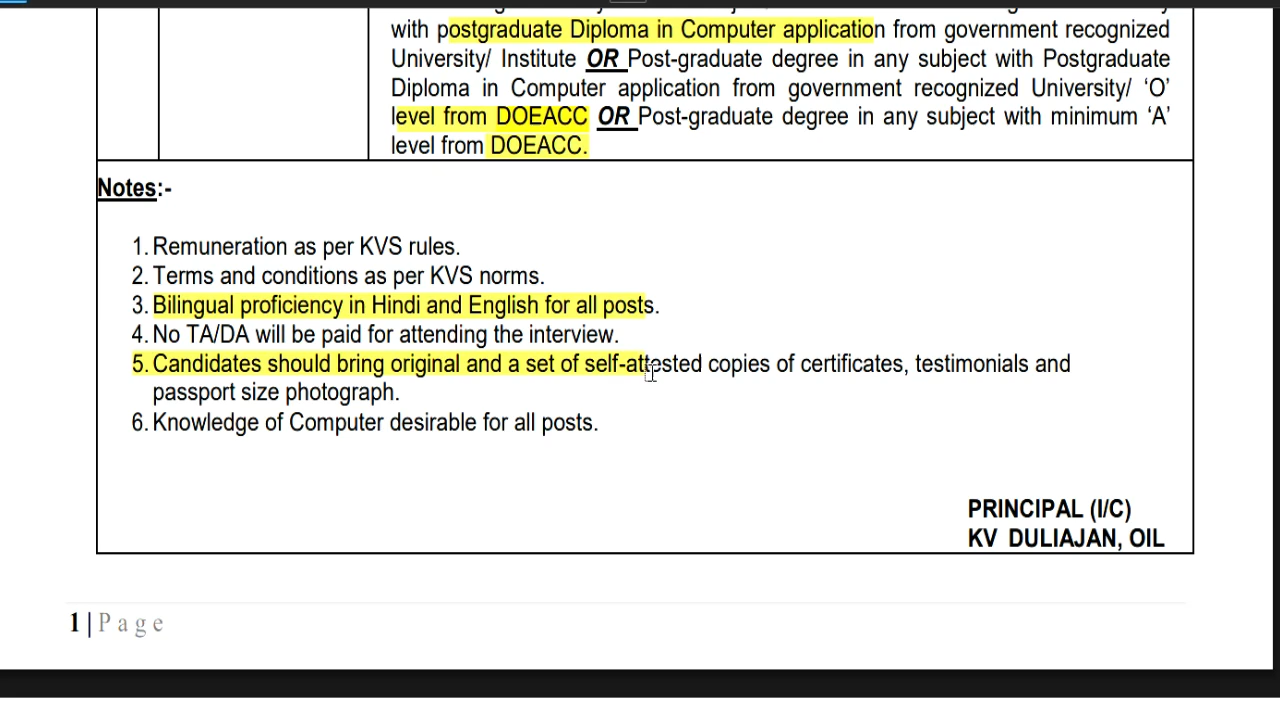 with postgraduate Diploma in Computer application from government recognized
University/ Institute OR Post-graduate degree in any subject with Postgraduate
Diploma in Computer application from government recognized University/ ‘O’
level from DOEACC OR Post-graduate degree in any subject with minimum ‘A’
level from DOEACC.
Notes:-
1. Remuneration as per KVS rules.
2. Terms and conditions as per KVS norms.
3. Bilingual proficiency in Hindi and English for all posts.
4. No TA/DA will be paid for attending the interview.
5. Candidates should bring original and a set of self-attested copies of certificates, testimonials and
passport size photograph.
6. Knowledge of Computer desirable for all posts.
PRINCIPAL (I/C)
KV DULIAJAN, OIL
1 | Page